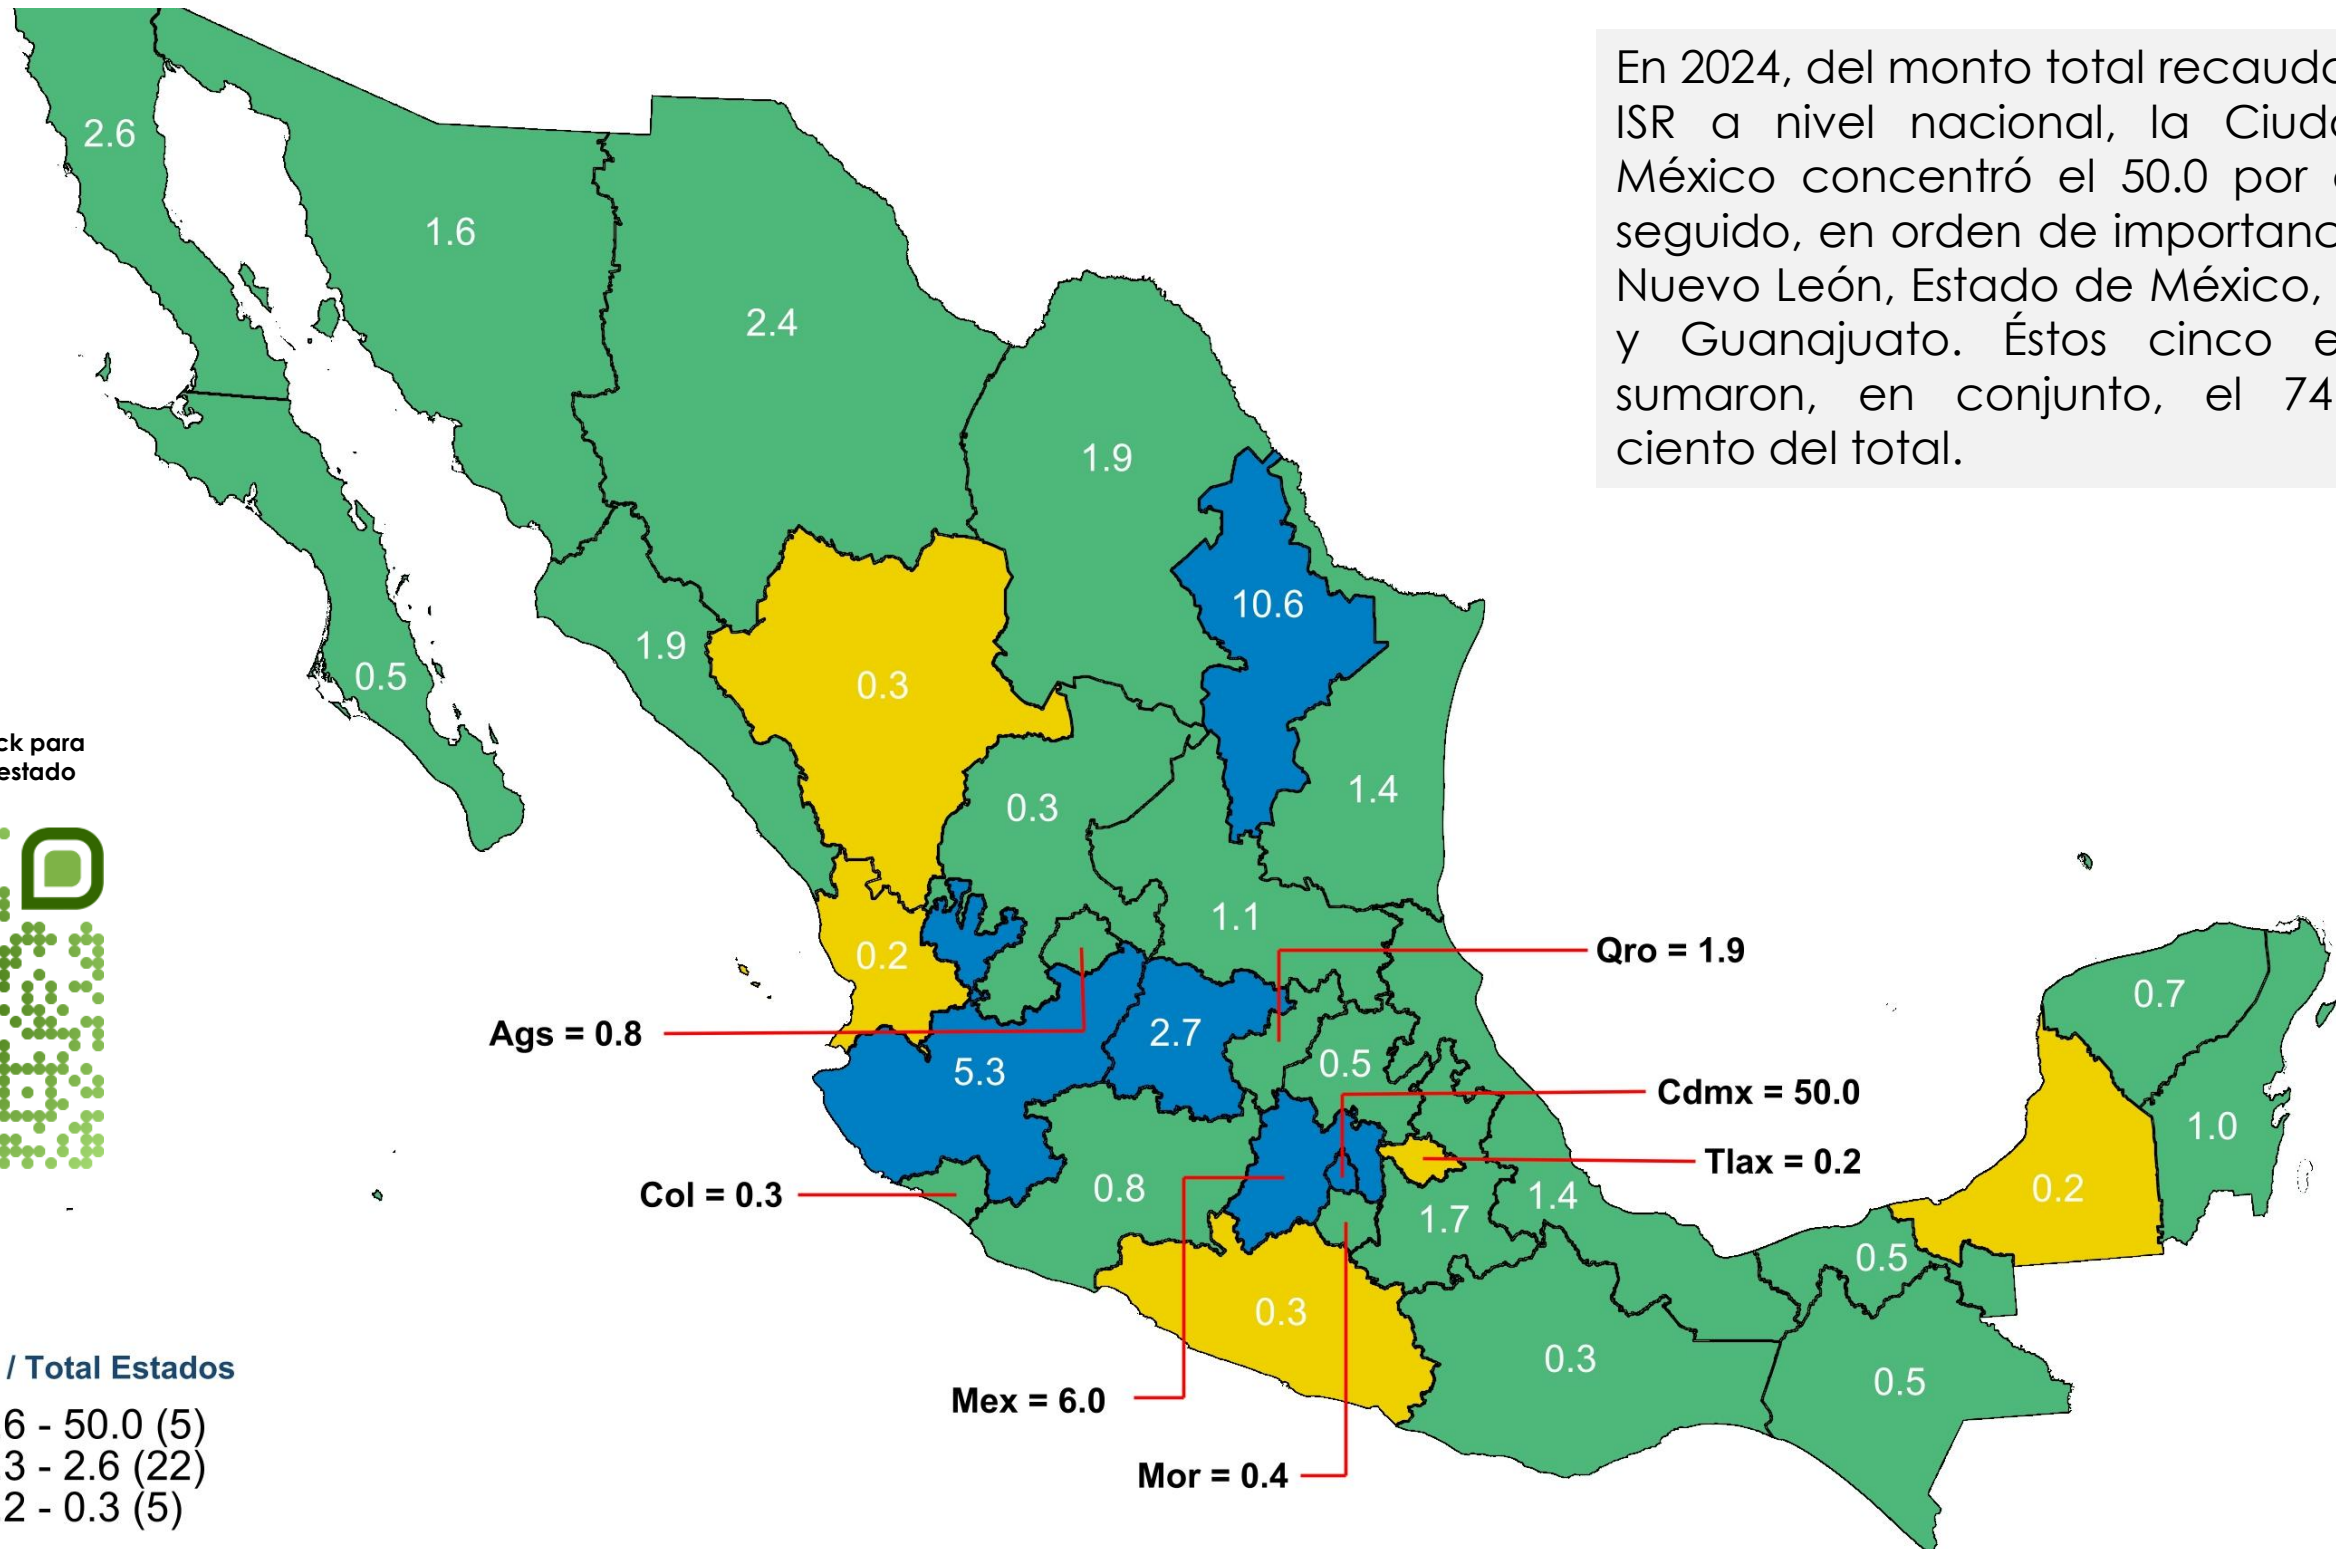 En 2024, del monto total recauda
ISR a nivel nacional, la Ciuda
México concentró el 50.0 por
seguido, en orden de importanc
Nuevo León, Estado de México,
y Guanajuato. Éstos cinco e
sumaron, en conjunto, el 74
ciento del total.
2.6
1.6
2.4
1.9
10.6
1.9
0.5
0.3
ck para
estado
1.4
0.3
1.1
0.2
Qro = 1.9
0.7
Ags = 0.8
2.7
5.3
0.5
Cdmx = 50.0
1.0
Tlax = 0.2
Col = 0.3
0.8
1.4
1.7
0.2
0.5
0.3
0.3
0.5
/ Total Estados
Mex = 6.0
6 - 50.0 (5)
3 - 2.6 (22)
2 - 0.3 (5)
Mor = 0.4